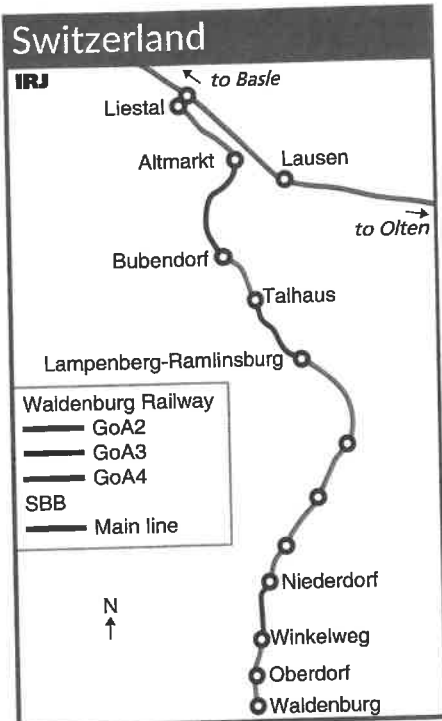 Switzerland
IRJ
to Basle
Liestal
Altmarkt
Lausen
to Olten
Bubendorf
Talhaus
Lampenberg-Ramlinsburg
Waldenburg Railway
GoA2
GoA3
GoA4
SBB
Main line
N
Niederdorf
Winkelweg
Oberdorf
Waldenburg